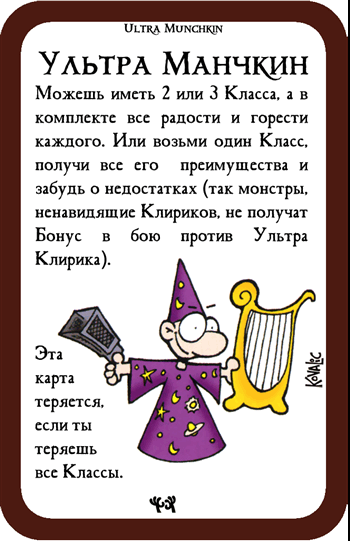 Ultra Munchkin
Ультра Манчкин
Можешь иметь 2 или 3 Класса, а в
комплекте все радости и горести
каждого. Или возьми один Класс,
получи все его преимущества и
забудь о недостатках (так монстры,
ненавидящие Клириков, не получат
Бонус в бою против Ультра
Клирика).
Эта
карта
теряется,
если ты
теряешь
все Классы.
Kovalic